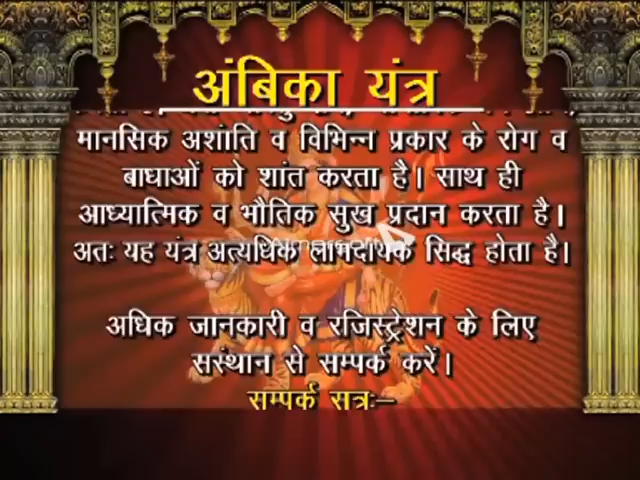 अंबिका यंत्र
मानसिक अशांति व विभिन्न प्रकार के रोग व
बाधाओं को शांत करता है। साथ ही
आध्यात्मिक व भौतिक सुख प्रदान करता है।
अतः यह यंत्र अत्यधिक लाभदायक सिद्ध होता है।
अधिक जानकारी व रजिस्ट्रेशन के लिए
संस्थान से सम्पर्क करें।
सम्पर्क सूत्रः–